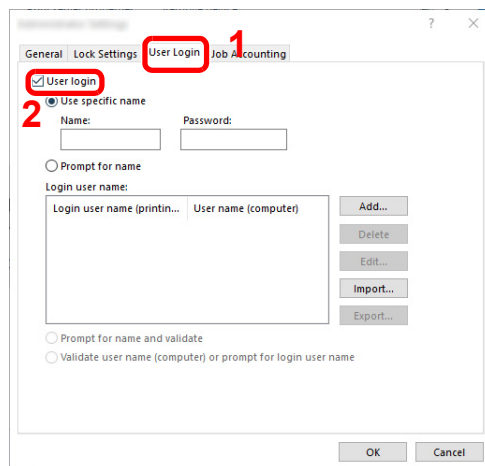 ?
1
General Lock Settings User Login Job Accounting
User login
2
Use specific name
Name: Password:
Prompt for name
Login user name:
Login user name (printin... User name (computer)
Add...
Delete
Edit...
Import...
Export...
Prompt for name and validate
Validate user name (computer) or prompt for login user name
OK Cancel